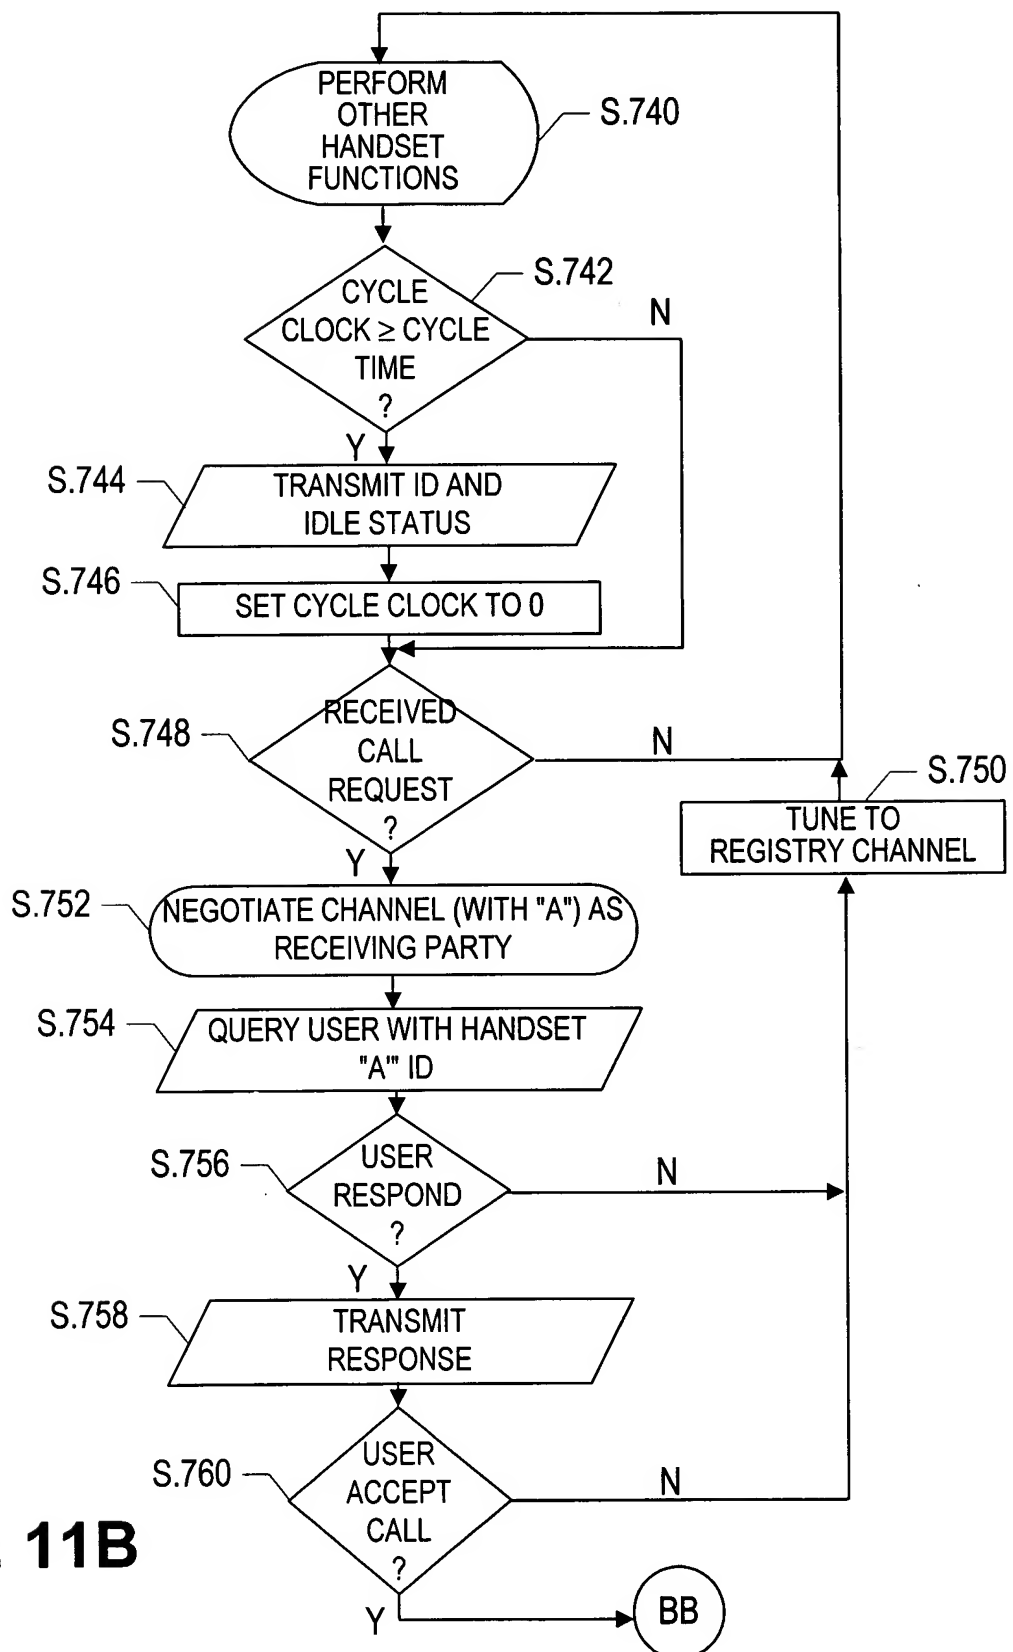 PERFORM
OTHER
HANDSET
FUNCTIONS
S.740
S.742
CYCLE
CLOCK ≥ CYCLE
TIME
?
N
Y
S.744
TRANSMIT ID AND
IDLE STATUS
S.746
SET CYCLE CLOCK TO 0
S.748
RECEIVED
CALL
REQUEST
?
N
Y
S.750
TUNE TO
REGISTRY CHANNEL
S.752
NEGOTIATE CHANNEL (WITH "A") AS
RECEIVING PARTY
S.754
QUERY USER WITH HANDSET
"A'" ID
S.756
USER
RESPOND
?
N
Y
S.758
TRANSMIT
RESPONSE
S.760
USER
ACCEPT
CALL
?
N
Y
BB
. 11B